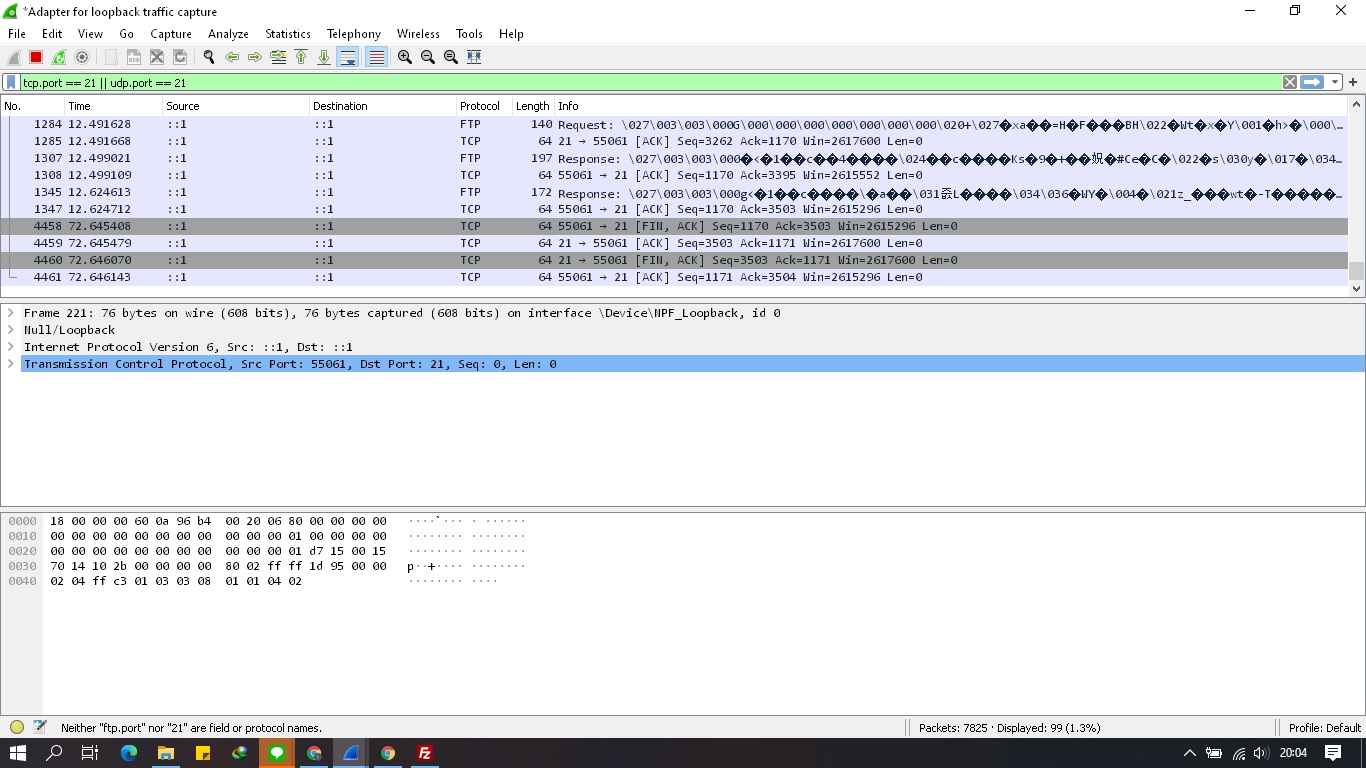 *Adapter for loopback traffic capture
File Edit View Go Capture Analyze Statistics Telephony Wireless Tools Help
tcp.port == 21 || udp.port == 21
No. Time Source Destination Protocol Length Info
1284 12.491628 ::1 ::1 FTP 140 Request: \027\003\003\000G\000\000\000\000\000\000\000\020+\027�xa��=H�F���BH\022�Wt�x�Y\001�h>�\000\…
1285 12.491668 ::1 ::1 TCP 64 21 → 55061 [ACK] Seq=3262 Ack=1170 Win=2617600 Len=0
1307 12.499021 ::1 ::1 FTP 197 Response: \027\003\003\000�<�1��c��4����\024��c����Ks�9�+��㚾�#Ce�C�\022�s\030y�\017�\034…
1308 12.499109 ::1 ::1 TCP 64 55061 → 21 [ACK] Seq=1170 Ack=3395 Win=2615552 Len=0
1345 12.624613 ::1 ::1 FTP 172 Response: \027\003\003\000g<�1��c����\�a��\031L����\034\036�WY�\004�\021z_���wt�-T�����…
1347 12.624712 ::1 ::1 TCP 64 55061 → 21 [ACK] Seq=1170 Ack=3503 Win=2615296 Len=0
4458 72.645408 ::1 ::1 TCP 64 55061 → 21 [FIN, ACK] Seq=1170 Ack=3503 Win=2615296 Len=0
4459 72.645479 ::1 ::1 TCP 64 21 → 55061 [ACK] Seq=3503 Ack=1171 Win=2617600 Len=0
4460 72.646070 ::1 ::1 TCP 64 21 → 55061 [FIN, ACK] Seq=3503 Ack=1171 Win=2617600 Len=0
4461 72.646143 ::1 ::1 TCP 64 55061 → 21 [ACK] Seq=1171 Ack=3504 Win=2615296 Len=0
Frame 221: 76 bytes on wire (608 bits), 76 bytes captured (608 bits) on interface \Device\NPF_Loopback, id 0
Null/Loopback
Internet Protocol Version 6, Src: ::1, Dst: ::1
Transmission Control Protocol, Src Port: 55061, Dst Port: 21, Seq: 0, Len: 0
0000 18 00 00 00 60 0a 96 b4 00 20 06 80 00 00 00 00 ····`··· · ······
0010 00 00 00 00 00 00 00 00 00 00 00 01 00 00 00 00 ········ ········
0020 00 00 00 00 00 00 00 00 00 00 00 01 d7 15 00 15 ········ ········
0030 70 14 10 2b 00 00 00 00 80 02 ff ff 1d 95 00 00 p··+···· ········
0040 02 04 ff c3 01 03 03 08 01 01 04 02 ········ ····
Neither "ftp.port" nor "21" are field or protocol names.
Packets: 7825 · Displayed: 99 (1.3%)
Profile: Default
20:04